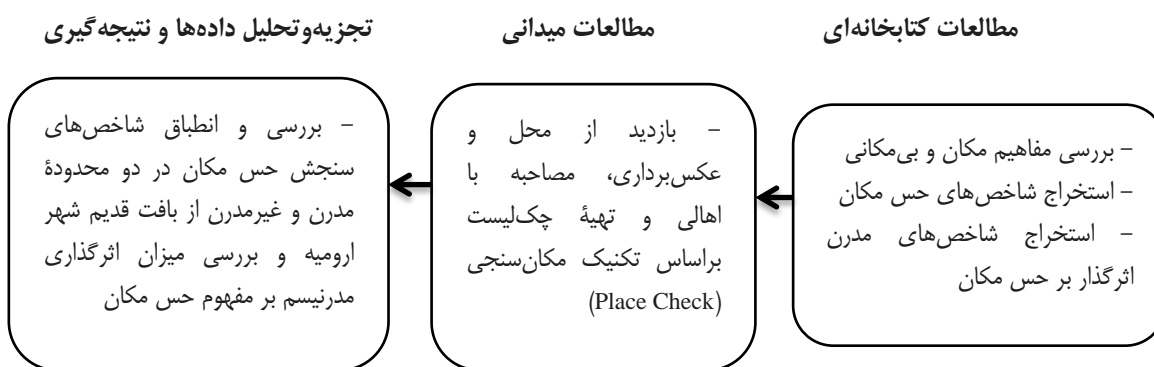 مطالعات کتابخانه‌ای
مطالعات میدانی
تجزیه‌وتحلیل داده‌ها و نتیجه‌گیری
– بررسی مفاهیم مکان و بی‌مکانی
– استخراج شاخص‌های حس مکان
– استخراج شاخص‌های مدرن
اثرگذار بر حس مکان
– بازدید از محل و
عکس‌برداری، مصاحبه با
اهالی و تهیۀ چک‌لیست
براساس تکنیک مکان‌سنجی
(Place Check)
– بررسی و انطباق شاخص‌های
سنجش حس مکان در دو محدودۀ
مدرن و غیرمدرن از بافت قدیم شهر
ارومیه و بررسی میزان اثرگذاری
مدرنیسم بر مفهوم حس مکان